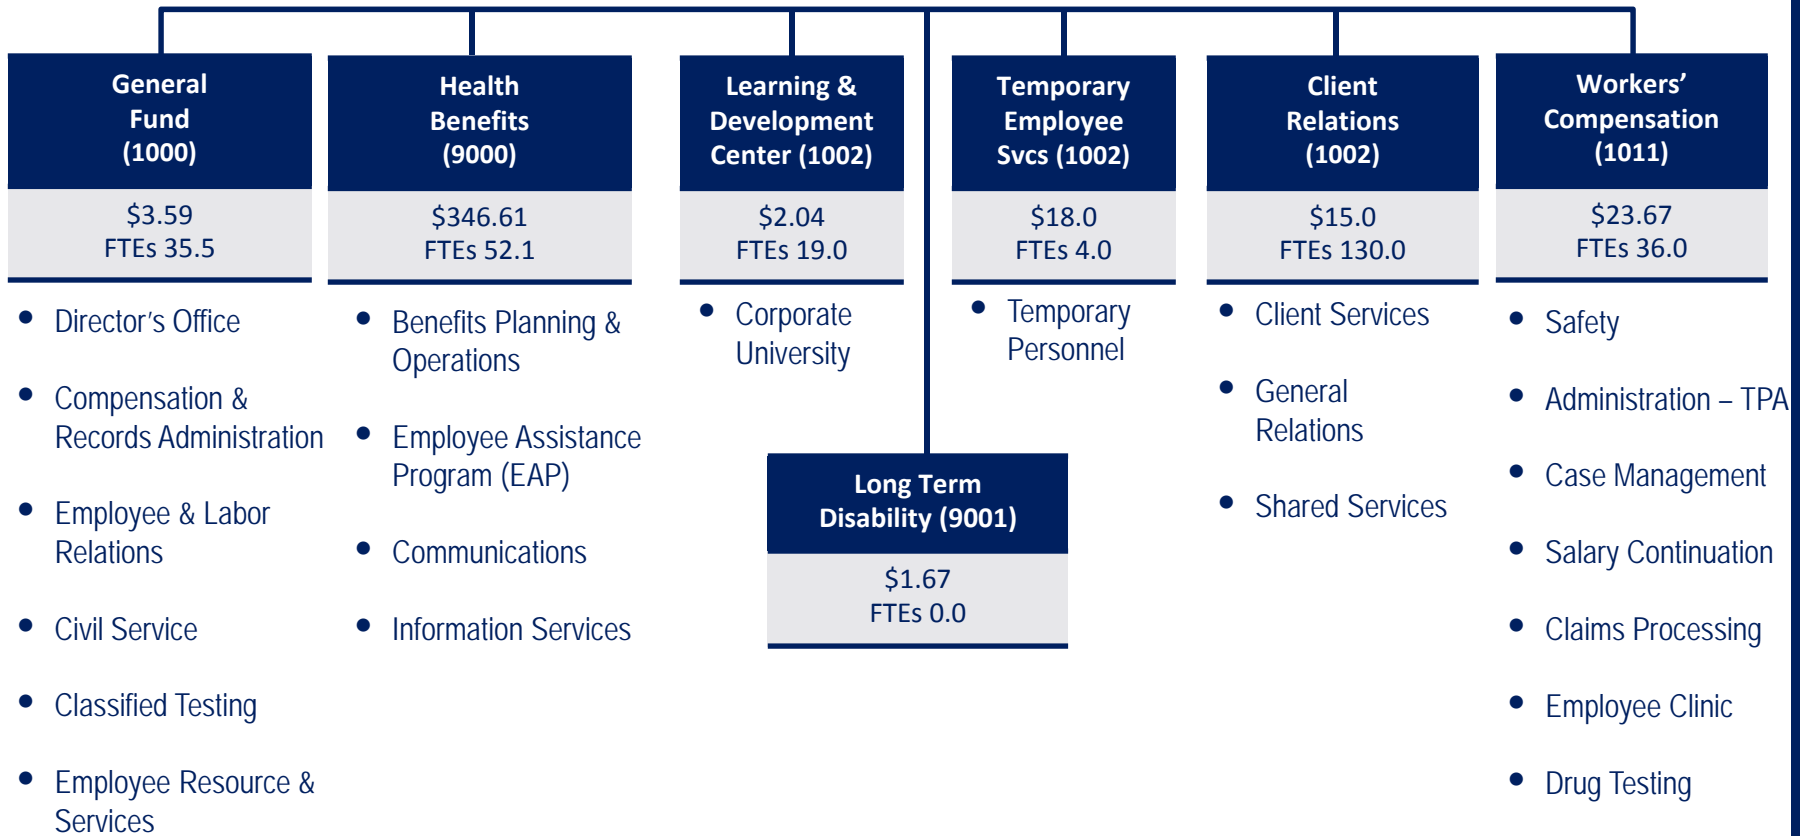 General
Fund
(1000)
$3.59
FTEs 35.5
• Director's Office
• Compensation &
Records Administration
• Employee & Labor
Relations
• Civil Service
• Classified Testing
• Employee Resource &
Services
Health
Benefits
(9000)
$346.61
FTEs 52.1
• Benefits Planning &
Operations
• Employee Assistance
Program (EAP)
• Communications
• Information Services
Learning &
Development
Center (1002)
$2.04
FTEs 19.0
• Corporate
University
Long Term
Disability (9001)
$1.67
FTEs 0.0
Temporary
Employee
Svcs (1002)
$18.0
FTEs 4.0
• Temporary
Personnel
Client
Relations
(1002)
$15.0
FTEs 130.0
• Client Services
• General
Relations
• Shared Services
Workers’
Compensation
(1011)
$23.67
FTEs 36.0
• Safety
• Administration – TPA
• Case Management
• Salary Continuation
• Claims Processing
• Employee Clinic
• Drug Testing